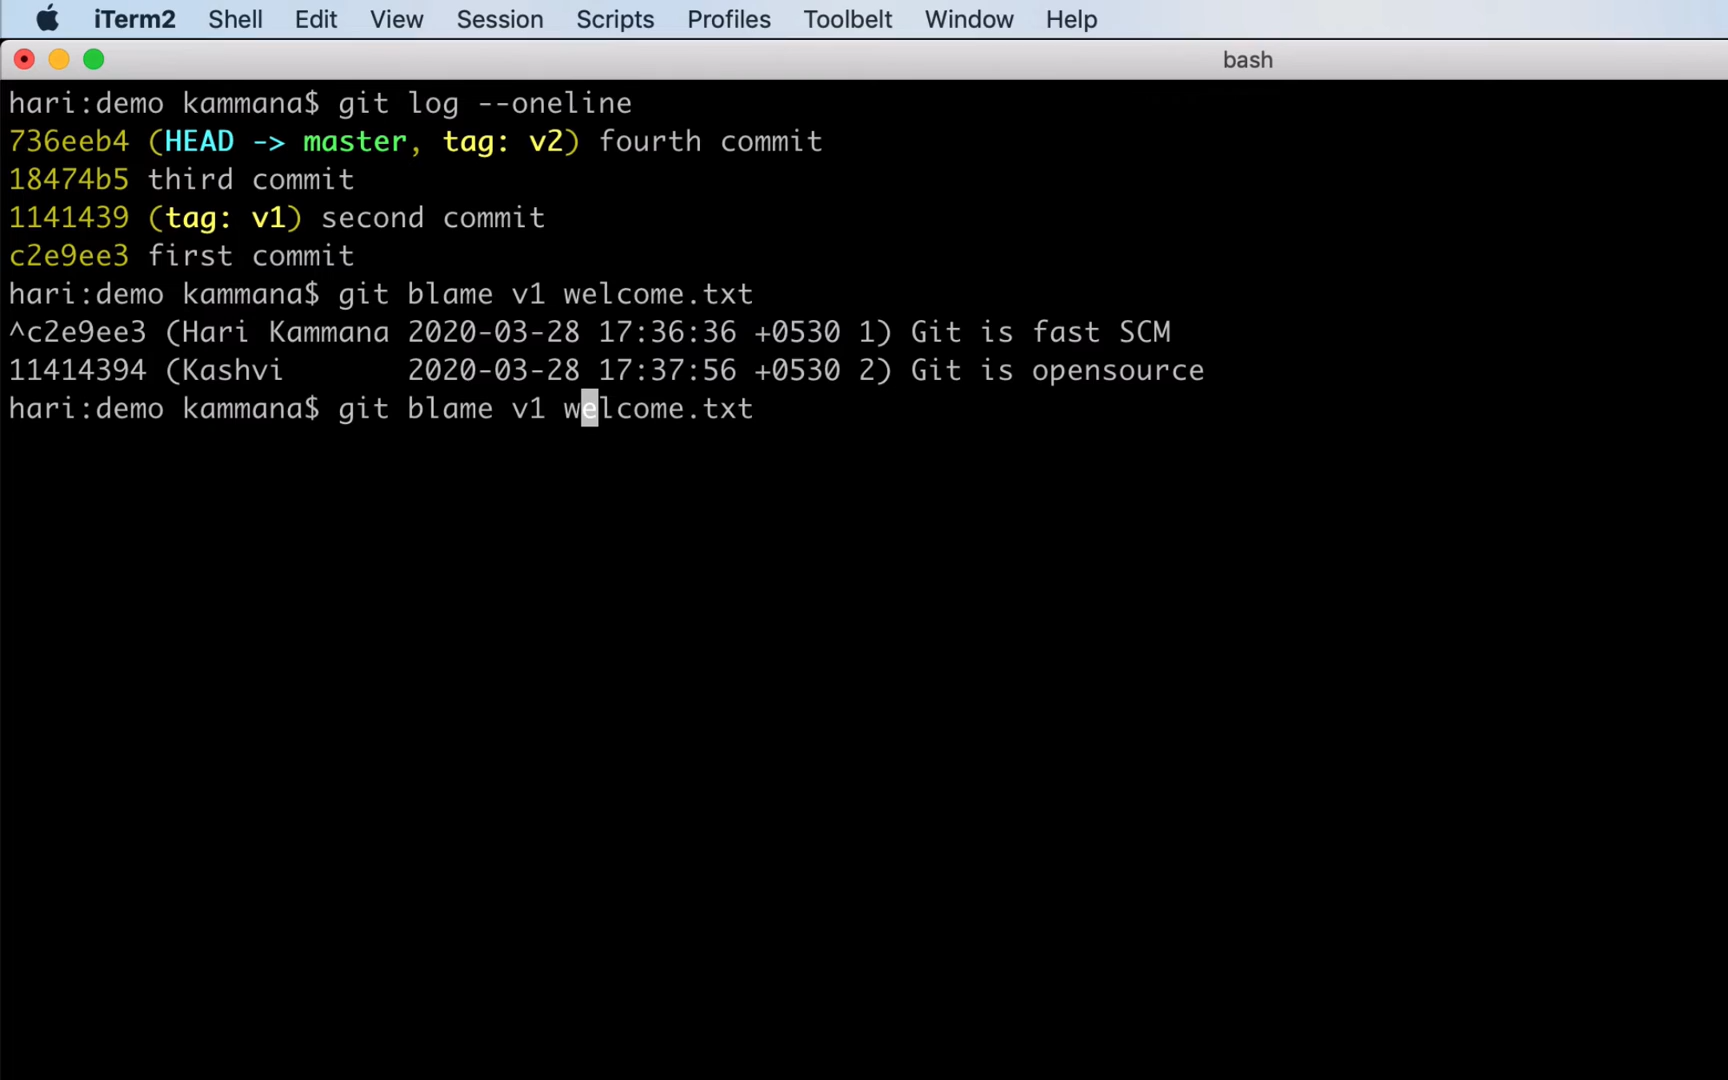 iTerm2 Shell Edit View Session Scripts Profiles Toolbelt Window Help
bash
hari:demo kammana$ git log --oneline
736eeb4 (HEAD -> master, tag: v2) fourth commit
18474b5 third commit
1141439 (tag: v1) second commit
c2e9ee3 first commit
hari:demo kammana$ git blame v1 welcome.txt
^c2e9ee3 (Hari Kammana 2020-03-28 17:36:36 +0530 1) Git is fast SCM
11414394 (Kashvi       2020-03-28 17:37:56 +0530 2) Git is opensource
hari:demo kammana$ git blame v1 welcome.txt